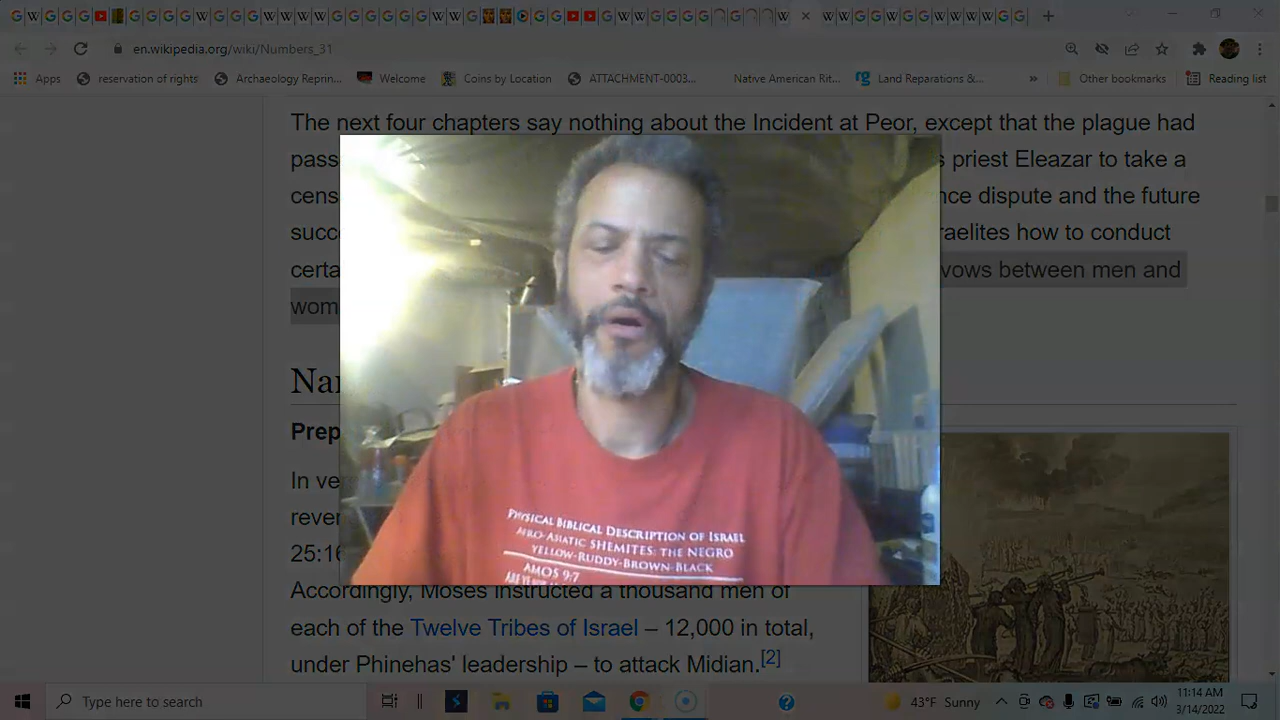 en.wikipedia.org/wiki/Numbers_31
Apps
reservation of rights
Archaeology Reprin...
Welcome
Coins by Location
ATTACHMENT-0003...
Native American Rit...
Land Reparations &...
»
Other bookmarks
Reading list
The next four chapters say nothing about the Incident at Peor, except that the plague had
pass priest Eleazar to take a
cens nce dispute and the future
succ raelites how to conduct
certa vows between men and
wom
Nar
Prep
In ve
reve
25:16
Accordingly, Moses instructed a thousand men of
each of the Twelve Tribes of Israel – 12,000 in total,
under Phinehas' leadership – to attack Midian.[2]
PHYSICAL BIBLICAL DESCRIPTION OF ISRAEL
AFRO-ASIATIC SHEMITES: THE NEGRO
YELLOW-RUDDY-BROWN-BLACK
AMOS 9:7
Type here to search
43°F Sunny
11:14 AM
3/14/2022